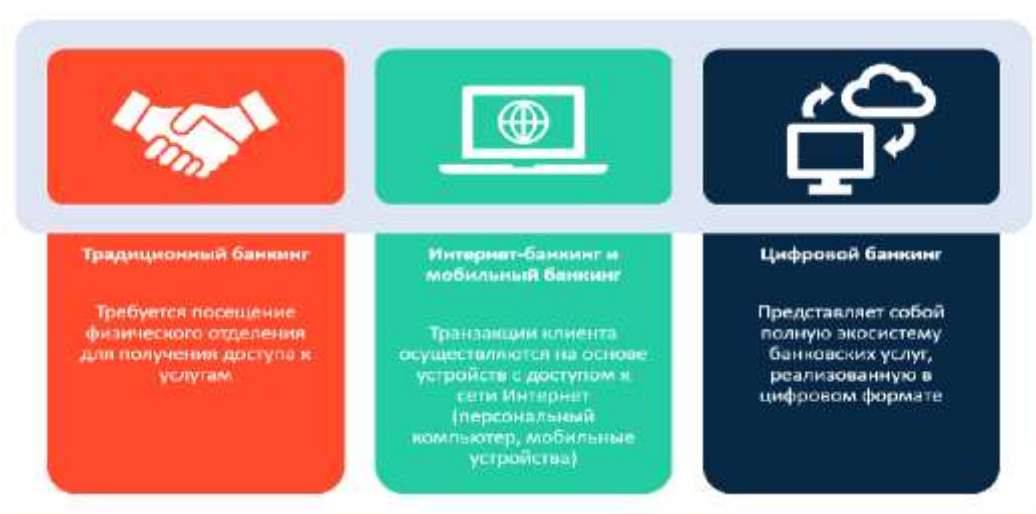 Традиционный банкинг
Требуется посещение
физического отделения
для получения доступа к
услугам
Интернет-банкинг и
мобильный банкинг
Транзакции клиента
осуществляются на основе
устройств с доступом к
сети Интернет
(персональный
компьютер, мобильные
устройства)
Цифровой банкинг
Представляет собой
полную экосистему
банковских услуг,
реализованную в
цифровом формате